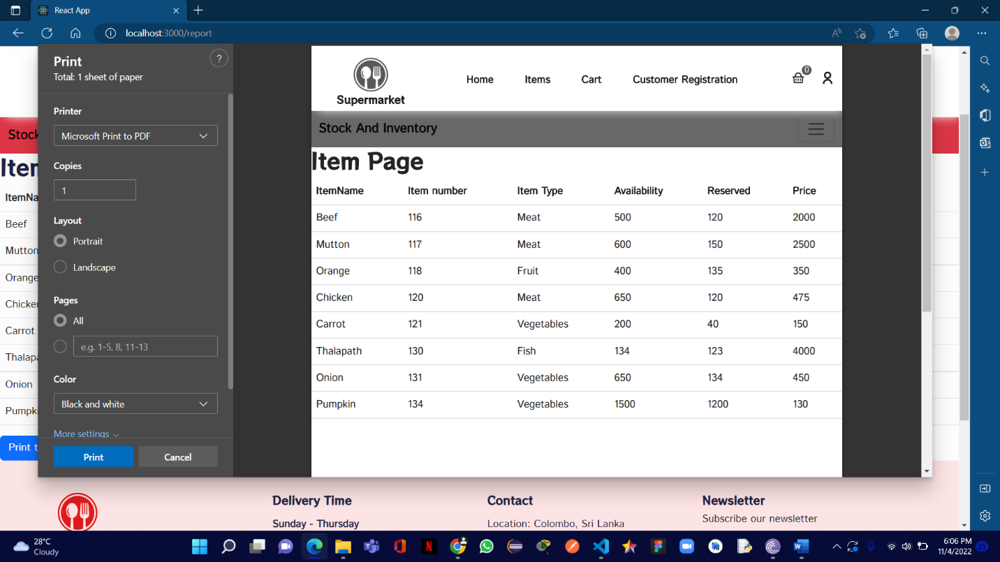 React App
localhost:3000/report
Print
Total: 1 sheet of paper
?
Printer
Microsoft Print to PDF
Copies
1
Layout
Portrait
Landscape
Pages
All
e.g. 1-5, 8, 11-13
Color
Black and white
More settings
Print
Cancel
Supermarket
Home Items Cart Customer Registration
0
Stock And Inventory
Item Page
ItemName Item number Item Type Availability Reserved Price
Beef 116 Meat 500 120 2000
Mutton 117 Meat 600 150 2500
Orange 118 Fruit 400 135 350
Chicken 120 Meat 650 120 475
Carrot 121 Vegetables 200 40 150
Thalapath 130 Fish 134 123 4000
Onion 131 Vegetables 650 134 450
Pumpkin 134 Vegetables 1500 1200 130
Stock
Iter
ItemNa
Beef
Mutton
Orange
Chicker
Carrot
Thalapa
Onion
Pumpki
Print t
Delivery Time
Sunday - Thursday
Contact
Location: Colombo, Sri Lanka
Newsletter
Subscribe our newsletter
28°C
Cloudy
6:06 PM
11/4/2022
21